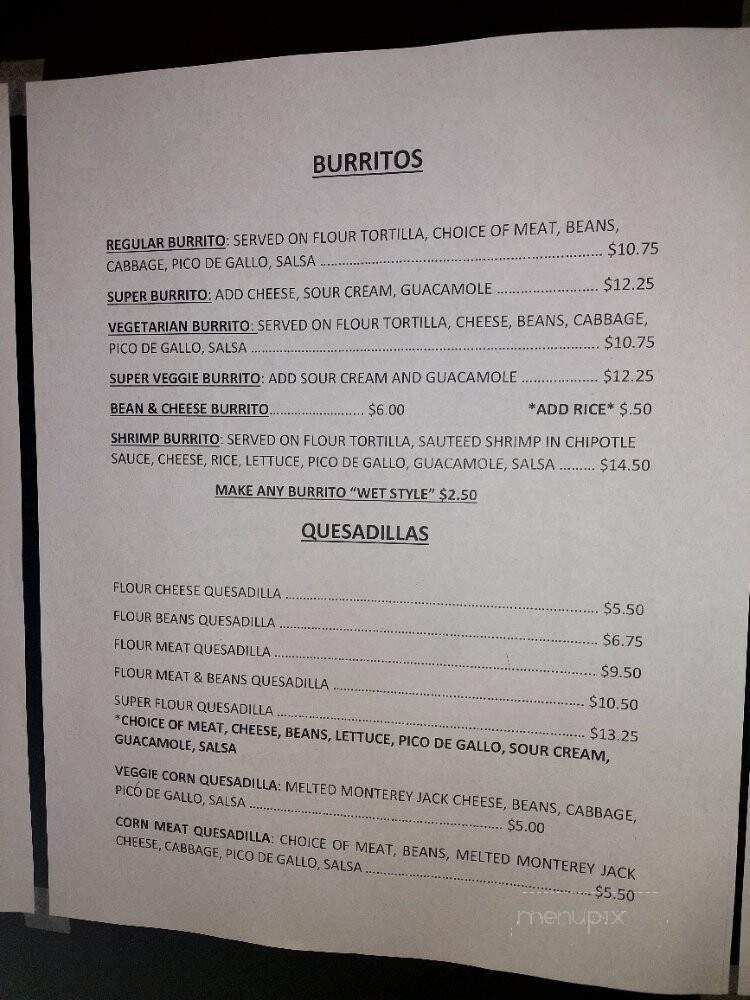 BURRITOS
REGULAR BURRITO: SERVED ON FLOUR TORTILLA, CHOICE OF MEAT, BEANS,
CABBAGE, PICO DE GALLO, SALSA ........................................................................ $10.75
SUPER BURRITO: ADD CHEESE, SOUR CREAM, GUACAMOLE .......................... $12.25
VEGETARIAN BURRITO: SERVED ON FLOUR TORTILLA, CHEESE, BEANS, CABBAGE,
PICO DE GALLO, SALSA ........................................................................................ $10.75
SUPER VEGGIE BURRITO: ADD SOUR CREAM AND GUACAMOLE ................... $12.25
BEAN & CHEESE BURRITO........................ $6.00 *ADD RICE* $.50
SHRIMP BURRITO: SERVED ON FLOUR TORTILLA, SAUTEED SHRIMP IN CHIPOTLE
SAUCE, CHEESE, RICE, LETTUCE, PICO DE GALLO, GUACAMOLE, SALSA ......... $14.50
MAKE ANY BURRITO “WET STYLE” $2.50
QUESADILLAS
FLOUR CHEESE QUESADILLA ................................................................................ $5.50
FLOUR BEANS QUESADILLA ................................................................................. $6.75
FLOUR MEAT QUESADILLA .................................................................................. $9.50
FLOUR MEAT & BEANS QUESADILLA ................................................................ $10.50
SUPER FLOUR QUESADILLA ............................................................................... $13.25
*CHOICE OF MEAT, CHEESE, BEANS, LETTUCE, PICO DE GALLO, SOUR CREAM,
GUACAMOLE, SALSA
VEGGIE CORN QUESADILLA: MELTED MONTEREY JACK CHEESE, BEANS, CABBAGE,
PICO DE GALLO, SALSA ................................................................ $5.00
CORN MEAT QUESADILLA: CHOICE OF MEAT, BEANS, MELTED MONTEREY JACK
CHEESE, CABBAGE, PICO DE GALLO, SALSA ......................................................... $5.50
menupix